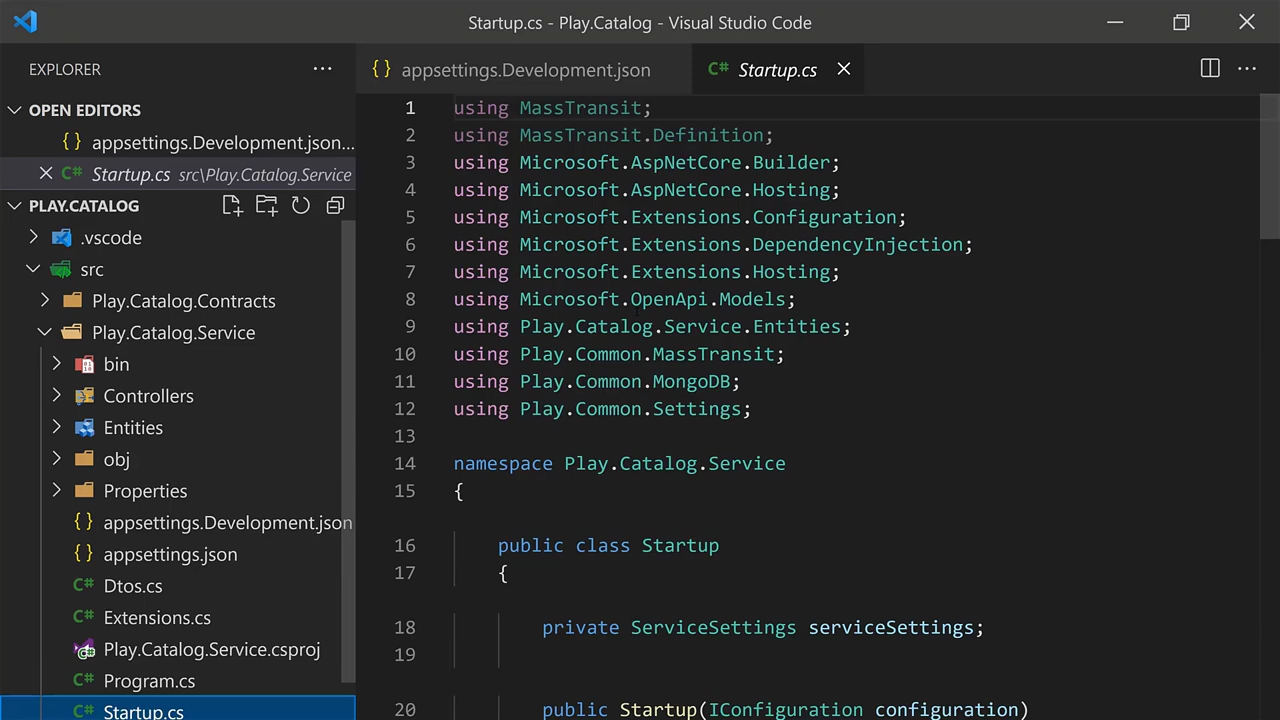 Startup.cs - Play.Catalog - Visual Studio Code
EXPLORER
OPEN EDITORS
{} appsettings.Development.json...
C# Startup.cs src\Play.Catalog.Service
PLAY.CATALOG
.vscode
src
Play.Catalog.Contracts
Play.Catalog.Service
bin
Controllers
Entities
obj
Properties
{} appsettings.Development.json
{} appsettings.json
C# Dtos.cs
C# Extensions.cs
Play.Catalog.Service.csproj
C# Program.cs
C# Startup.cs
{} appsettings.Development.json
C# Startup.cs
1 using MassTransit;
2 using MassTransit.Definition;
3 using Microsoft.AspNetCore.Builder;
4 using Microsoft.AspNetCore.Hosting;
5 using Microsoft.Extensions.Configuration;
6 using Microsoft.Extensions.DependencyInjection;
7 using Microsoft.Extensions.Hosting;
8 using Microsoft.OpenApi.Models;
9 using Play.Catalog.Service.Entities;
10 using Play.Common.MassTransit;
11 using Play.Common.MongoDB;
12 using Play.Common.Settings;
13
14 namespace Play.Catalog.Service
15 {
16 public class Startup
17 {
18 private ServiceSettings serviceSettings;
19
20 public Startup(IConfiguration configuration)